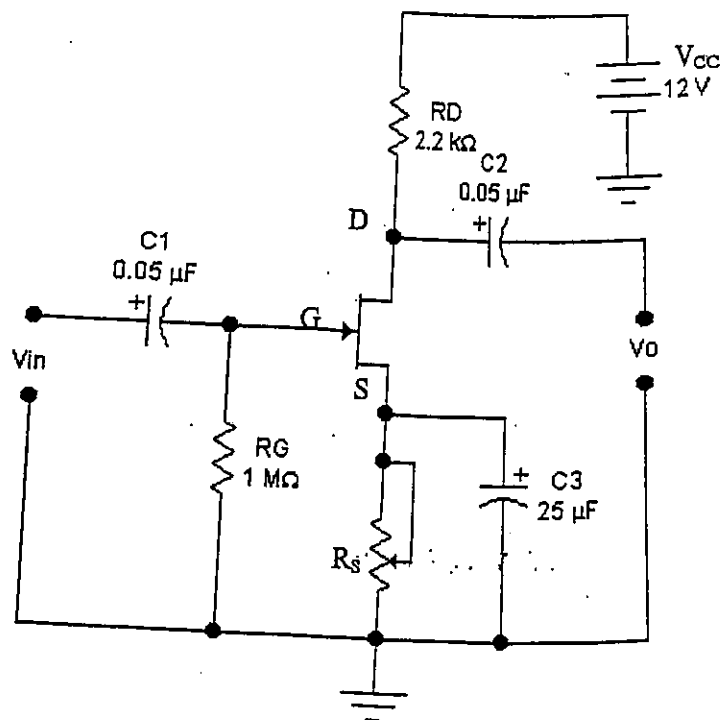 VCC
12 V
RD
2.2 kΩ
C2
0.05 µF
D
C1
0.05 µF
+
+
G
Vin
Vo
S
RG
1 MΩ
+
C3
25 µF
RS